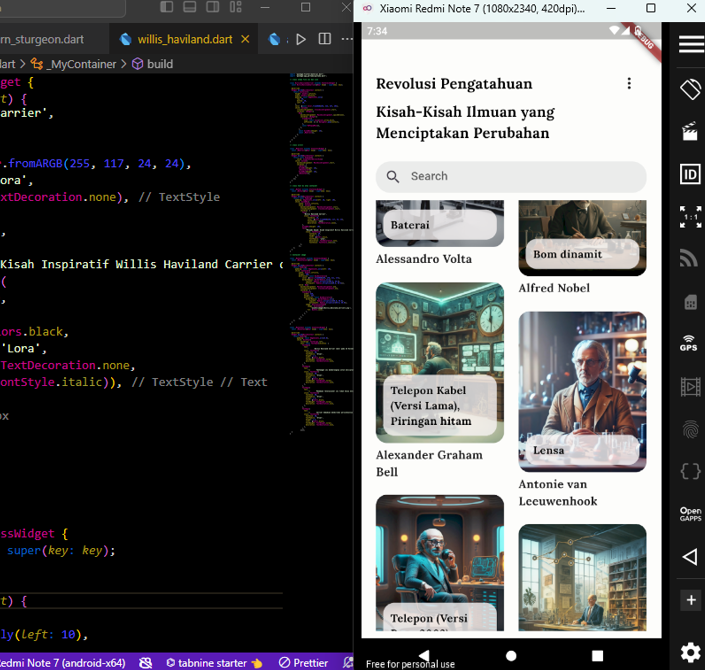 Xiaomi Redmi Note 7 (1080x2340, 420dpi)...
rn_sturgeon.dart
willis_haviland.dart
dart > _MyContainer > build
dget {
t) {
arrier',
r.fromARGB(255, 117, 24, 24),
ora',
xtDecoration.none), // TextStyle
,
Kisah Inspiratif Willis Haviland Carrier
(
,
ors.black,
'Lora',
TextDecoration.none,
ontStyle.italic)), // TextStyle // Text
ox
essWidget {
super(key: key);
t) {
ly(left: 10),
Redmi Note 7 (android-x64)
tabnine starter
Prettier
7:34
Revolusi Pengatahuan
Kisah-Kisah Ilmuan yang
Menciptakan Perubahan
Search
Baterai
Alessandro Volta
Bom dinamit
Alfred Nobel
Telepon Kabel
(Versi Lama),
Piringan hitam
Alexander Graham
Bell
Lensa
Antonie van
Leeuwenhook
Telepon (Versi
Free for personal use
ID
1:1
GPS
Open
GAPPS